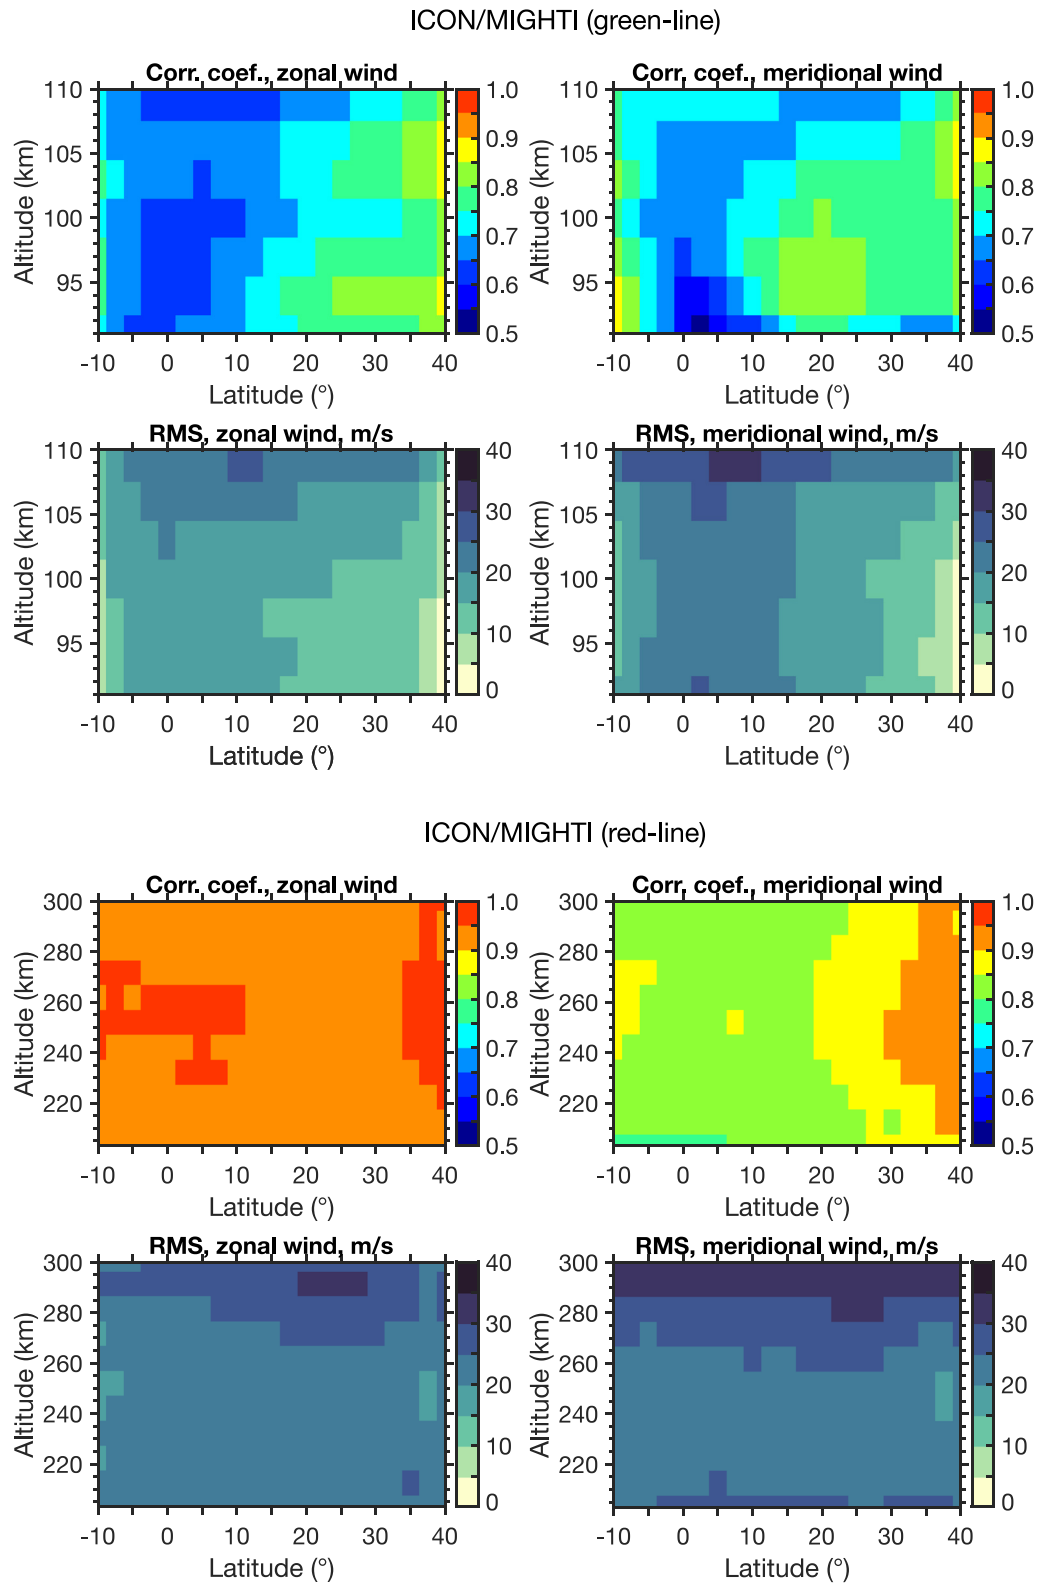 ICON/MIGHTI (green-line)
Corr. coef., zonal wind
Corr. coef., meridional wind
110
105
100
95
Altitude (km)
-10 0 10 20 30 40
Latitude (°)
1.0
0.9
0.8
0.7
0.6
0.5
110
105
100
95
Altitude (km)
-10 0 10 20 30 40
Latitude (°)
1.0
0.9
0.8
0.7
0.6
0.5
RMS, zonal wind, m/s
RMS, meridional wind, m/s
110
105
100
95
Altitude (km)
-10 0 10 20 30 40
Latitude (°)
40
30
20
10
0
110
105
100
95
Altitude (km)
-10 0 10 20 30 40
Latitude (°)
40
30
20
10
0
ICON/MIGHTI (red-line)
Corr. coef., zonal wind
Corr. coef., meridional wind
300
280
260
240
220
Altitude (km)
-10 0 10 20 30 40
Latitude (°)
1.0
0.9
0.8
0.7
0.6
0.5
300
280
260
240
220
Altitude (km)
-10 0 10 20 30 40
Latitude (°)
1.0
0.9
0.8
0.7
0.6
0.5
RMS, zonal wind, m/s
RMS, meridional wind, m/s
300
280
260
240
220
Altitude (km)
-10 0 10 20 30 40
Latitude (°)
40
30
20
10
0
300
280
260
240
220
Altitude (km)
-10 0 10 20 30 40
Latitude (°)
40
30
20
10
0